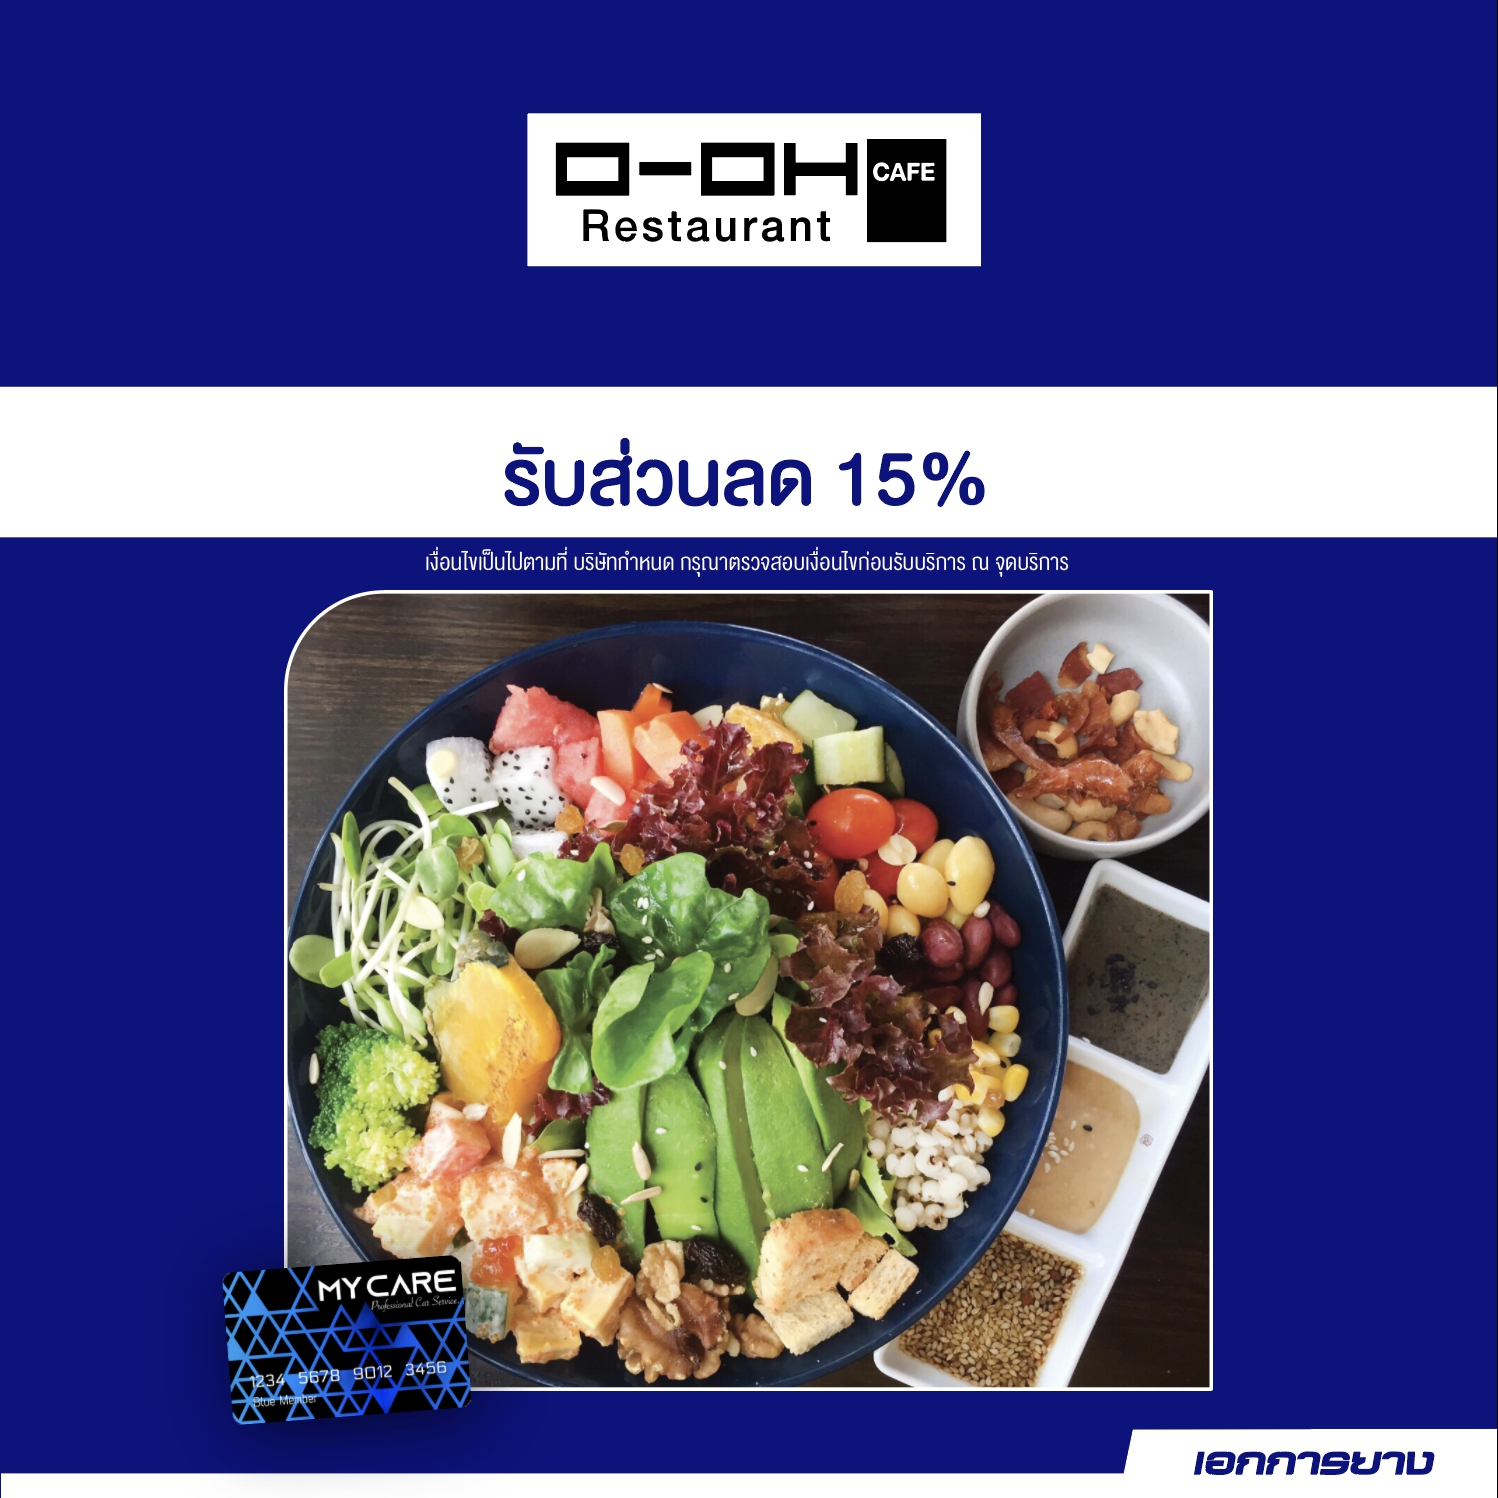 O-OH CAFE
Restaurant
รับส่วนลด 15%
เงื่อนไขเป็นไปตามที่ บริษัทกำหนด กรุณาตรวจสอบเงื่อนไขก่อนรับบริการ ณ จุดบริการ
MY CARE
Professional Car Service.
1234 5678 9012 3456
Blue Member
เอกการยาง